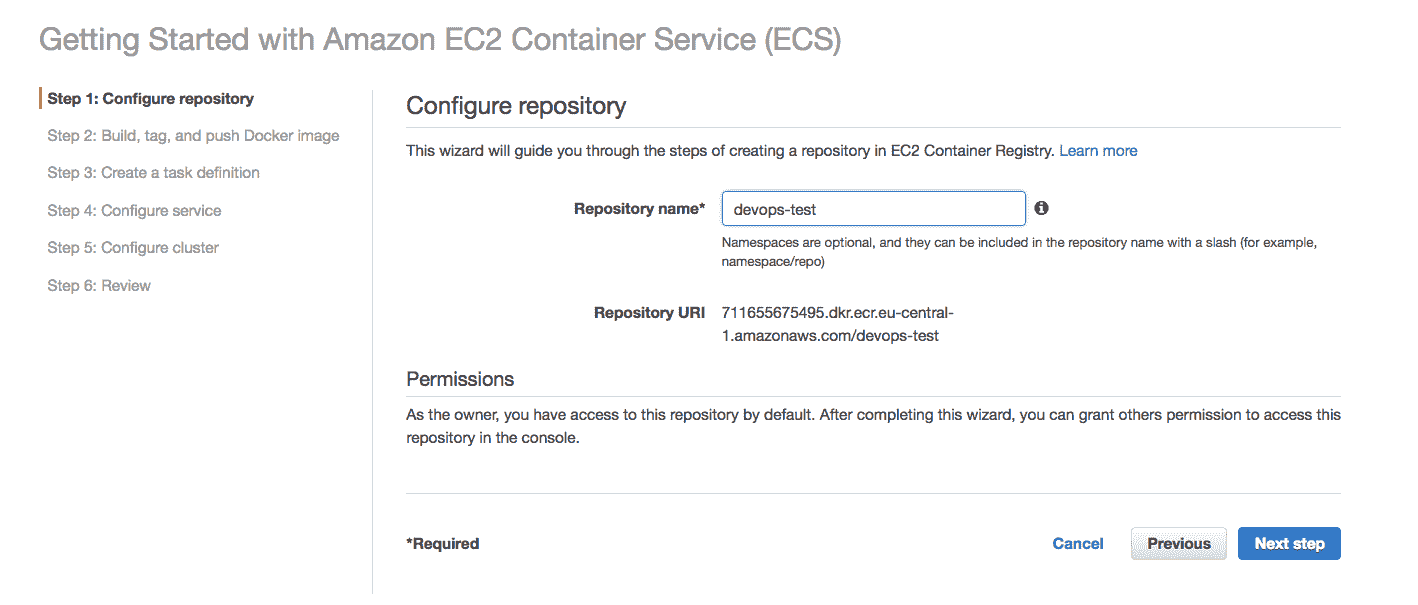 Getting Started with Amazon EC2 Container Service (ECS)
Step 1: Configure repository
Step 2: Build, tag, and push Docker image
Step 3: Create a task definition
Step 4: Configure service
Step 5: Configure cluster
Step 6: Review
Configure repository
This wizard will guide you through the steps of creating a repository in EC2 Container Registry. Learn more
Repository name* devops-test
Namespaces are optional, and they can be included in the repository name with a slash (for example,
namespace/repo)
Repository URI 711655675495.dkr.ecr.eu-central-
1.amazonaws.com/devops-test
Permissions
As the owner, you have access to this repository by default. After completing this wizard, you can grant others permission to access this
repository in the console.
*Required Cancel Previous Next step